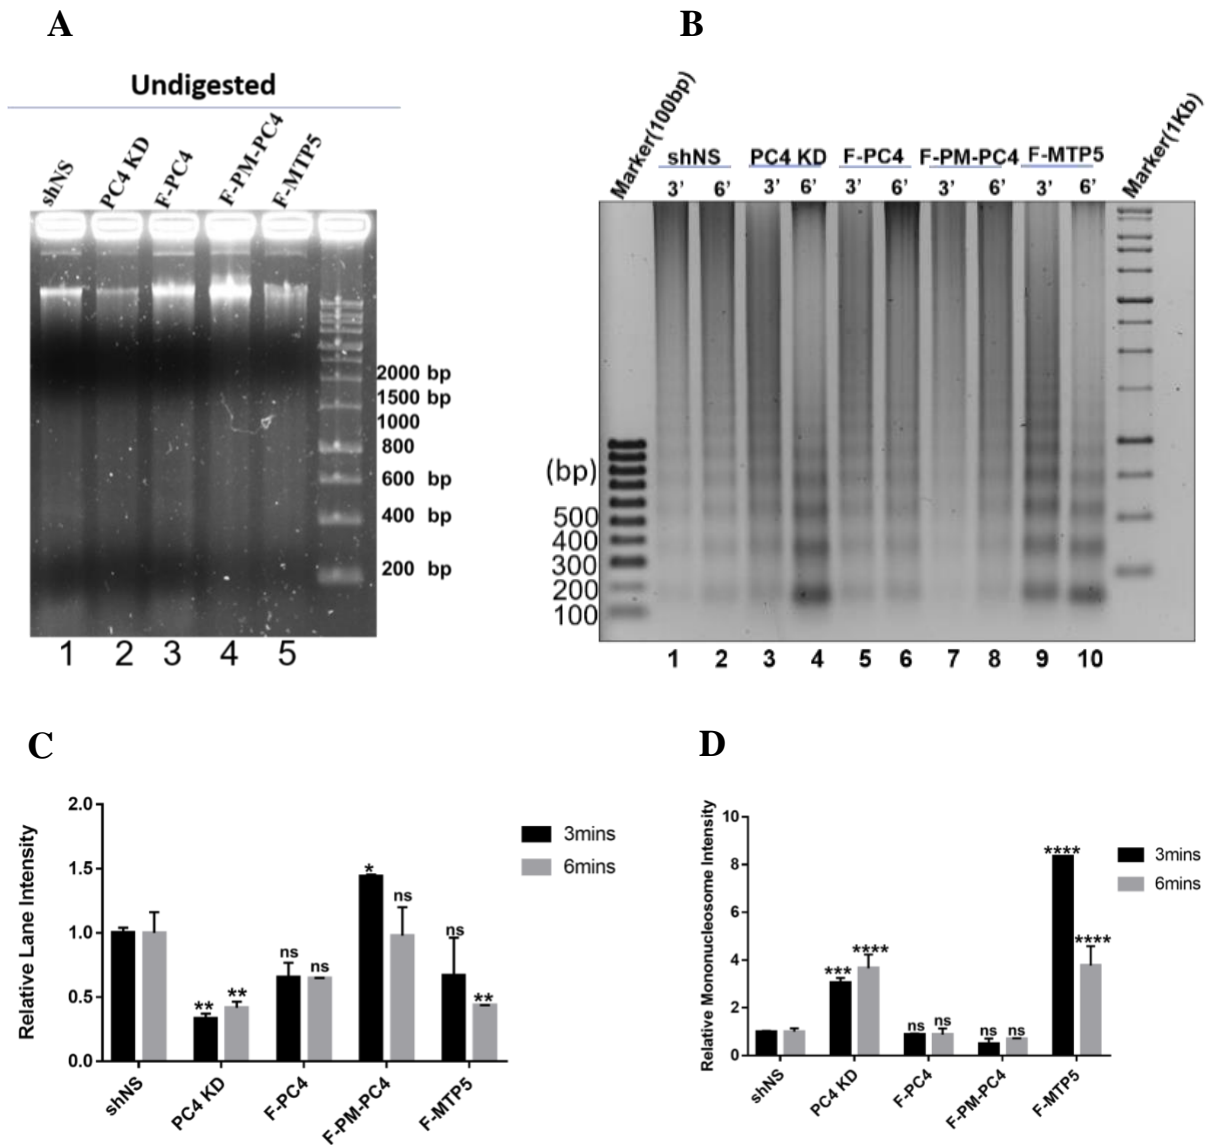 A
Undigested
shNS
PC4 KD
F-PC4
F-PM-PC4
F-MTP5
2000 bp
1500 bp
1000
800
600 bp
400 bp
200 bp
1 2 3 4 5
B
Marker(100bp)
shNS PC4 KD F-PC4 F-PM-PC4 F-MTP5
Marker(1Kb)
3' 6' 3' 6' 3' 6' 3' 6' 3' 6'
(bp)
500
400
300
200
100
1 2 3 4 5 6 7 8 9 10
C
Relative Lane Intensity
2.0
1.5
1.0
0.5
0.0
** ** ns ns * ns ns **
3mins
6mins
shNS
PC4 KD
F-PC4
F-PM-PC4
F-MTP5
D
Relative Mononucleosome Intensity
10
8
6
4
2
0
*** **** ns ns ns ns **** ****
3mins
6mins
shNS
PC4 KD
F-PC4
F-PM-PC4
F-MTP5